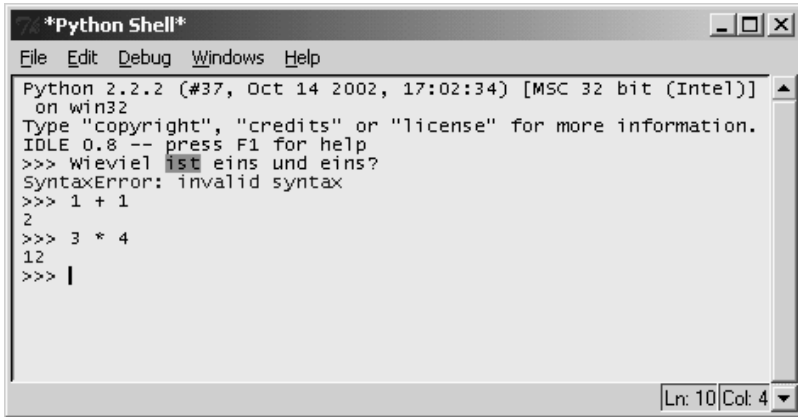 *Python Shell*
File Edit Debug Windows Help
Python 2.2.2 (#37, Oct 14 2002, 17:02:34) [MSC 32 bit (Intel)]
on win32
Type "copyright", "credits" or "license" for more information.
IDLE 0.8 -- press F1 for help
>>> Wieviel ist eins und eins?
SyntaxError: invalid syntax
>>> 1 + 1
2
>>> 3 * 4
12
>>>
Ln: 10 Col: 4